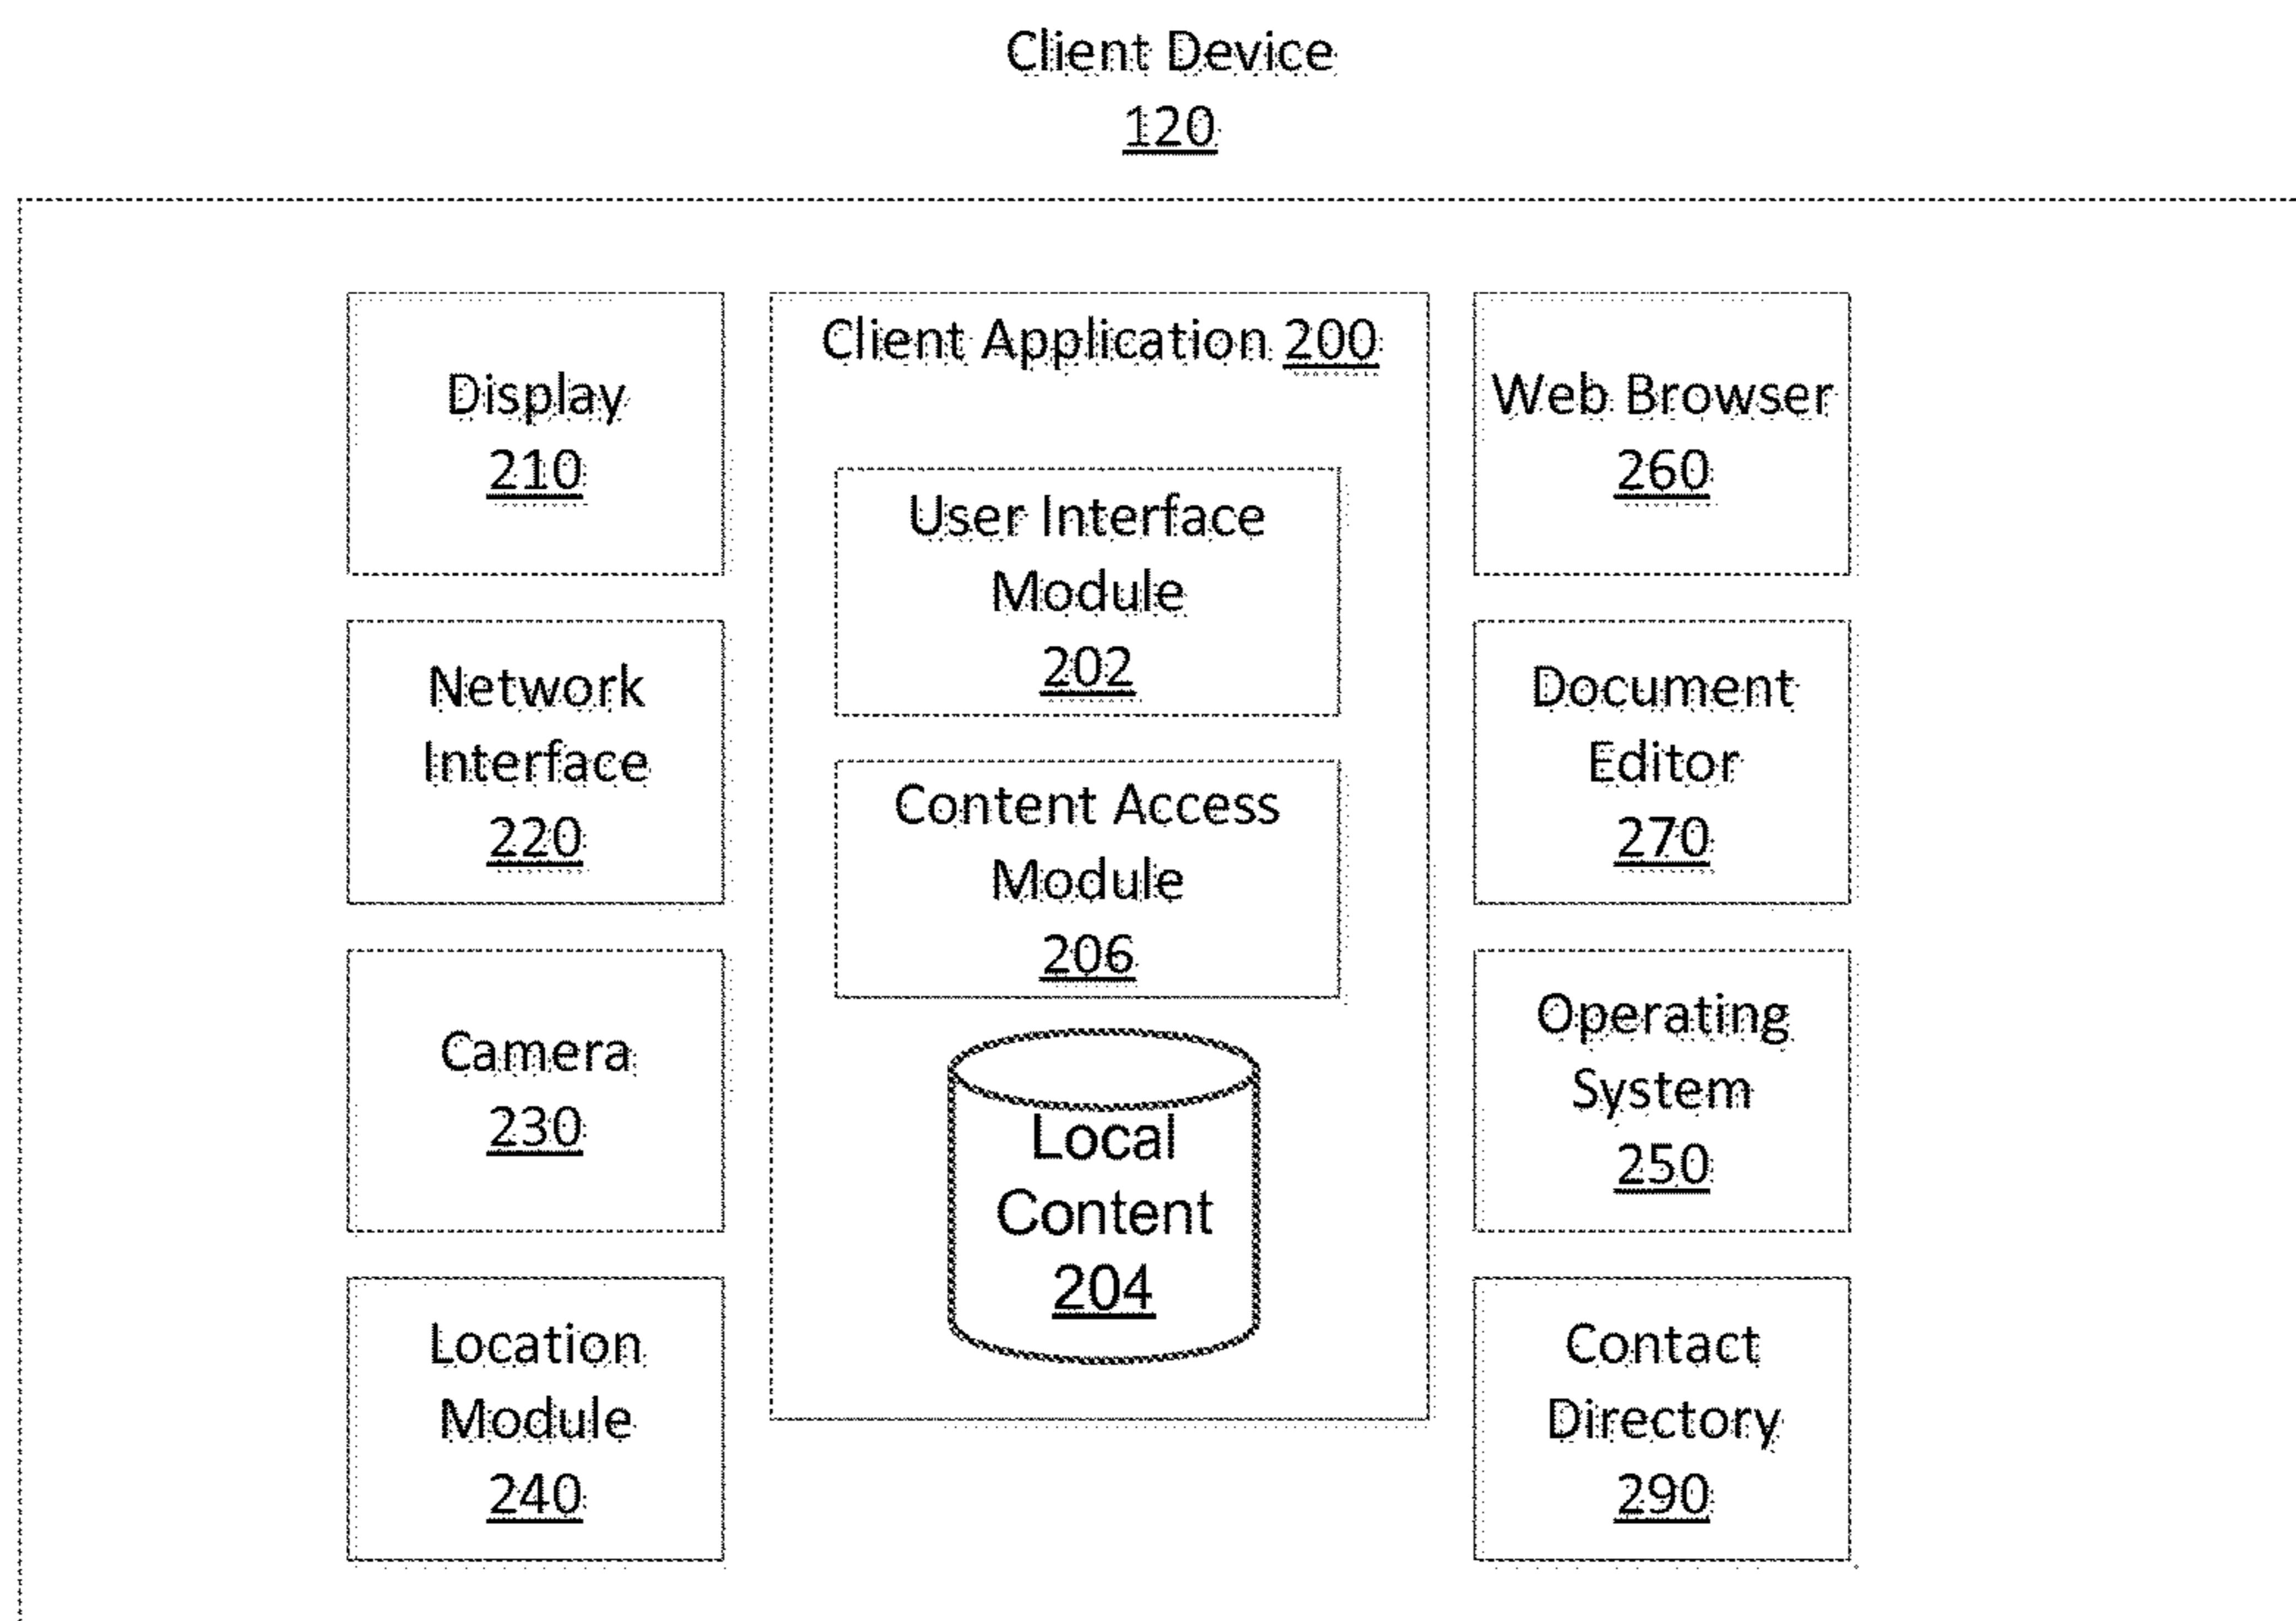 Client Device
120
Display
210
Network
Interface
220
Camera
230
Location
Module
240
Client Application 200
User Interface
Module
202
Content Access
Module
206
Local
Content
204
Web Browser
260
Document
Editor
270
Operating
System
250
Contact
Directory
290